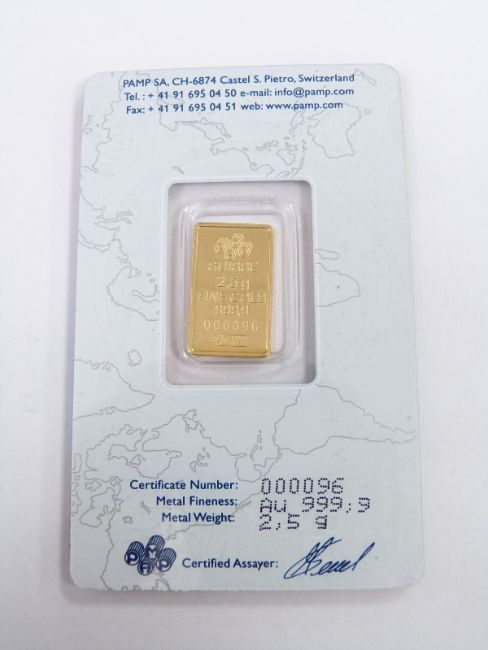 PAMP SA, CH-6874 Castel S. Pietro, Switzerland
Tel. : + 41 91 695 04 50 e-mail: info@pamp.com
Fax: + 41 91 695 04 51 web: www.pamp.com
SUISSE
2,5 g
FINE GOLD
999,9
000096
Certificate Number: 000096
Metal Fineness: Au 999,9
Metal Weight: 2,5 g
PAMP Certified Assayer: